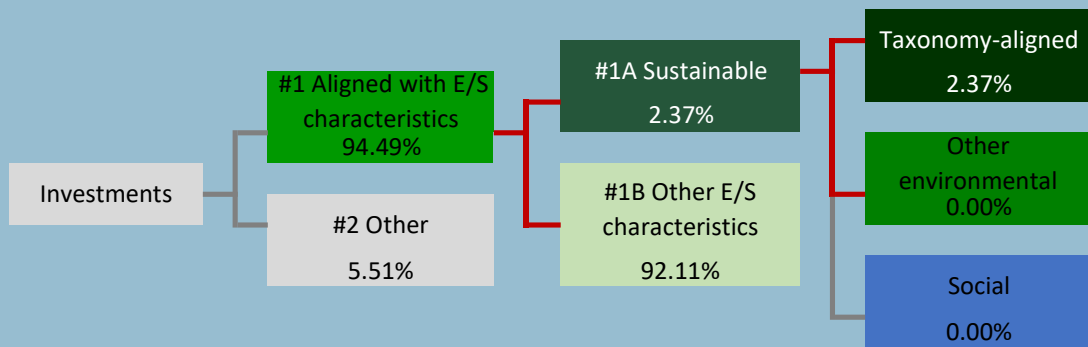 Investments
#1 Aligned with E/S
characteristics
94.49%
#2 Other
5.51%
#1A Sustainable
2.37%
#1B Other E/S
characteristics
92.11%
Taxonomy-aligned
2.37%
Other
environmental
0.00%
Social
0.00%